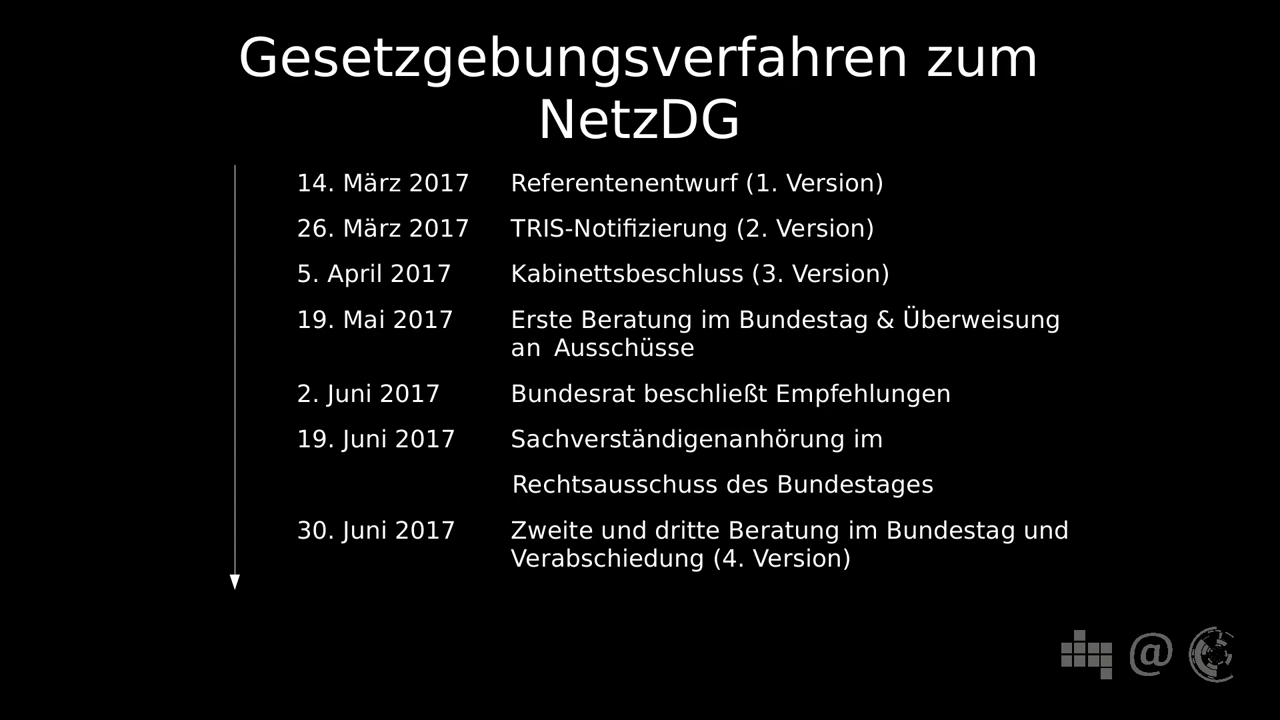 Gesetzgebungsverfahren zum
NetzDG
14. März 2017 Referentenentwurf (1. Version)
26. März 2017 TRIS-Notifizierung (2. Version)
5. April 2017 Kabinettsbeschluss (3. Version)
19. Mai 2017 Erste Beratung im Bundestag & Überweisung
an Ausschüsse
2. Juni 2017 Bundesrat beschließt Empfehlungen
19. Juni 2017 Sachverständigenanhörung im
Rechtsausschuss des Bundestages
30. Juni 2017 Zweite und dritte Beratung im Bundestag und
Verabschiedung (4. Version)
@